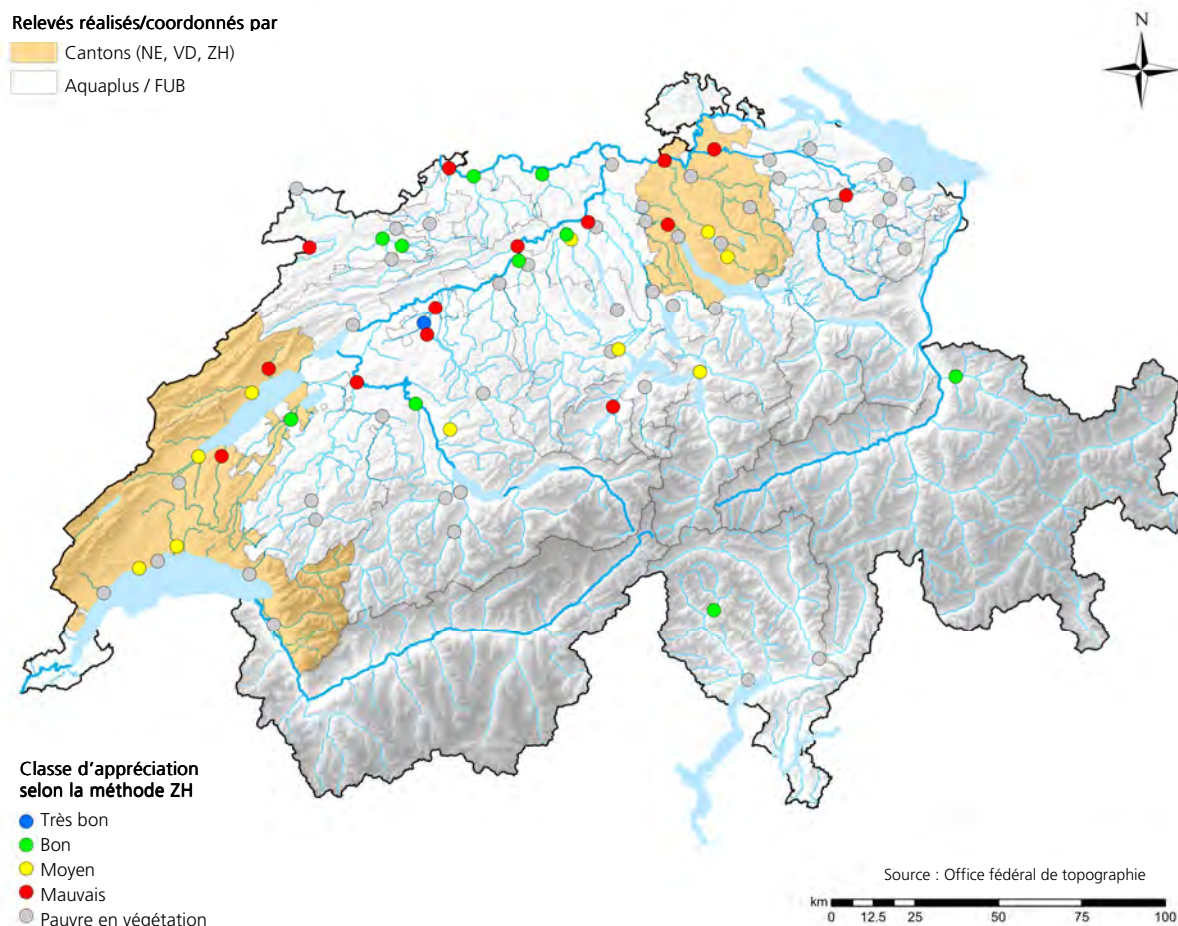 Relevés réalisés/coordonnés par
Cantons (NE, VD, ZH)
Aquaplus / FUB
N
Classe d'appréciation
selon la méthode ZH
Très bon
Bon
Moyen
Mauvais
Pauvre en végétation
Source : Office fédéral de topographie
km
0 12.5 25 50 75 100